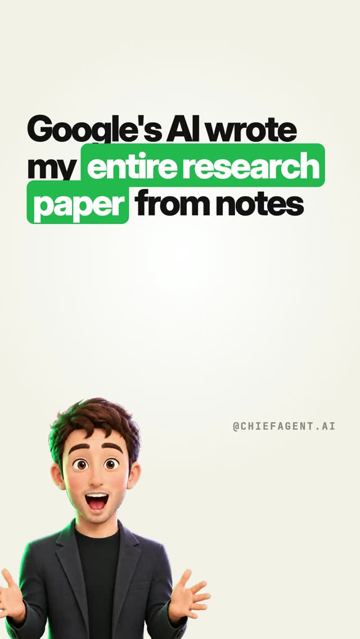 Google's AI wrote
my entire research
paper from notes
@CHIEFAGENT.AI